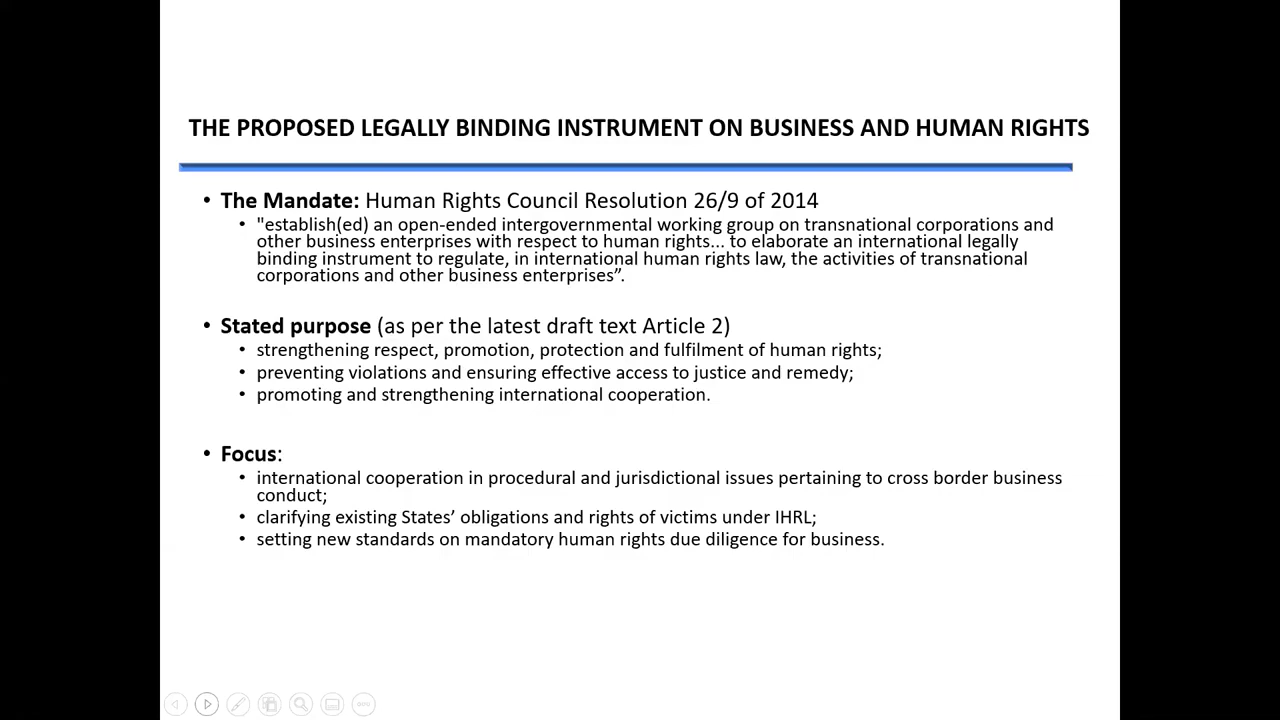 THE PROPOSED LEGALLY BINDING INSTRUMENT ON BUSINESS AND HUMAN RIGHTS
• The Mandate: Human Rights Council Resolution 26/9 of 2014
• "establish(ed) an open-ended intergovernmental working group on transnational corporations and
other business enterprises with respect to human rights... to elaborate an international legally
binding instrument to regulate, in international human rights law, the activities of transnational
corporations and other business enterprises”.
• Stated purpose (as per the latest draft text Article 2)
• strengthening respect, promotion, protection and fulfilment of human rights;
• preventing violations and ensuring effective access to justice and remedy;
• promoting and strengthening international cooperation.
• Focus:
• international cooperation in procedural and jurisdictional issues pertaining to cross border business
conduct;
• clarifying existing States’ obligations and rights of victims under IHRL;
• setting new standards on mandatory human rights due diligence for business.